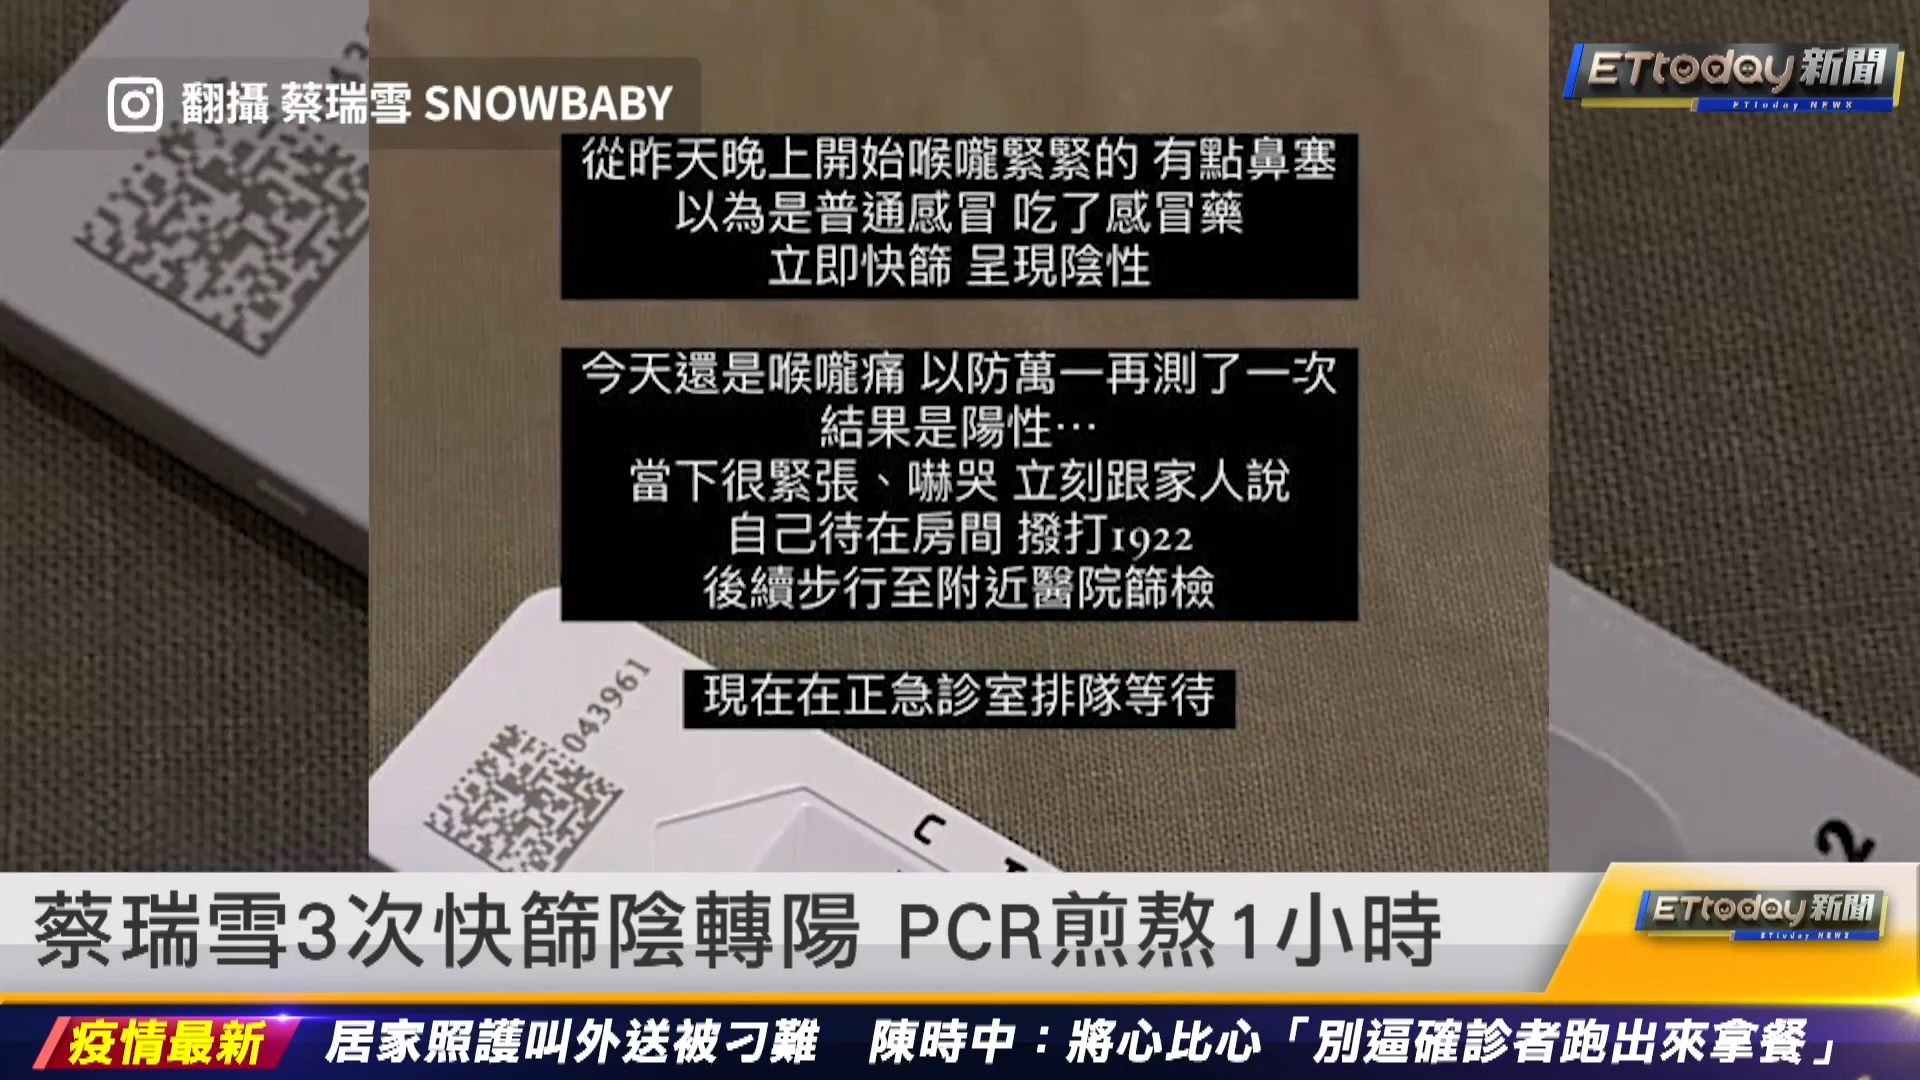 翻攝 蔡瑞雪 SNOWBABY
ETtoday新聞
ETtoday NEWS
從昨天晚上開始喉嚨緊緊的 有點鼻塞
以為是普通感冒 吃了感冒藥
立即快篩 呈現陰性
今天還是喉嚨痛 以防萬一再測了一次
結果是陽性…
當下很緊張、嚇哭 立刻跟家人說
自己待在房間 撥打1922
後續步行至附近醫院篩檢
現在在正急診室排隊等待
043961
C
2
蔡瑞雪3次快篩陰轉陽 PCR煎熬1小時
ETtoday新聞
ETtoday NEWS
疫情最新
居家照護叫外送被刁難 陳時中：將心比心「別逼確診者跑出來拿餐」